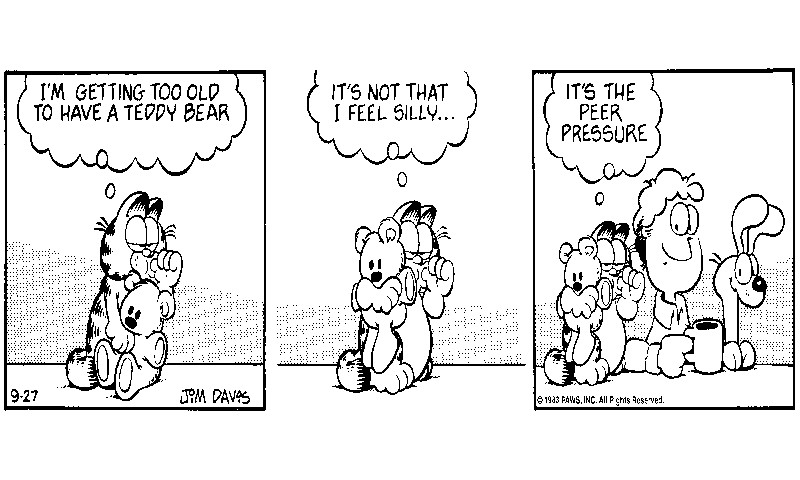 I'M GETTING TOO OLD
TO HAVE A TEDDY BEAR
9-27
JIM DAVIS
IT'S NOT THAT
I FEEL SILLY...
IT'S THE
PEER
PRESSURE
© 1983 PAWS, INC. All Rights Reserved.